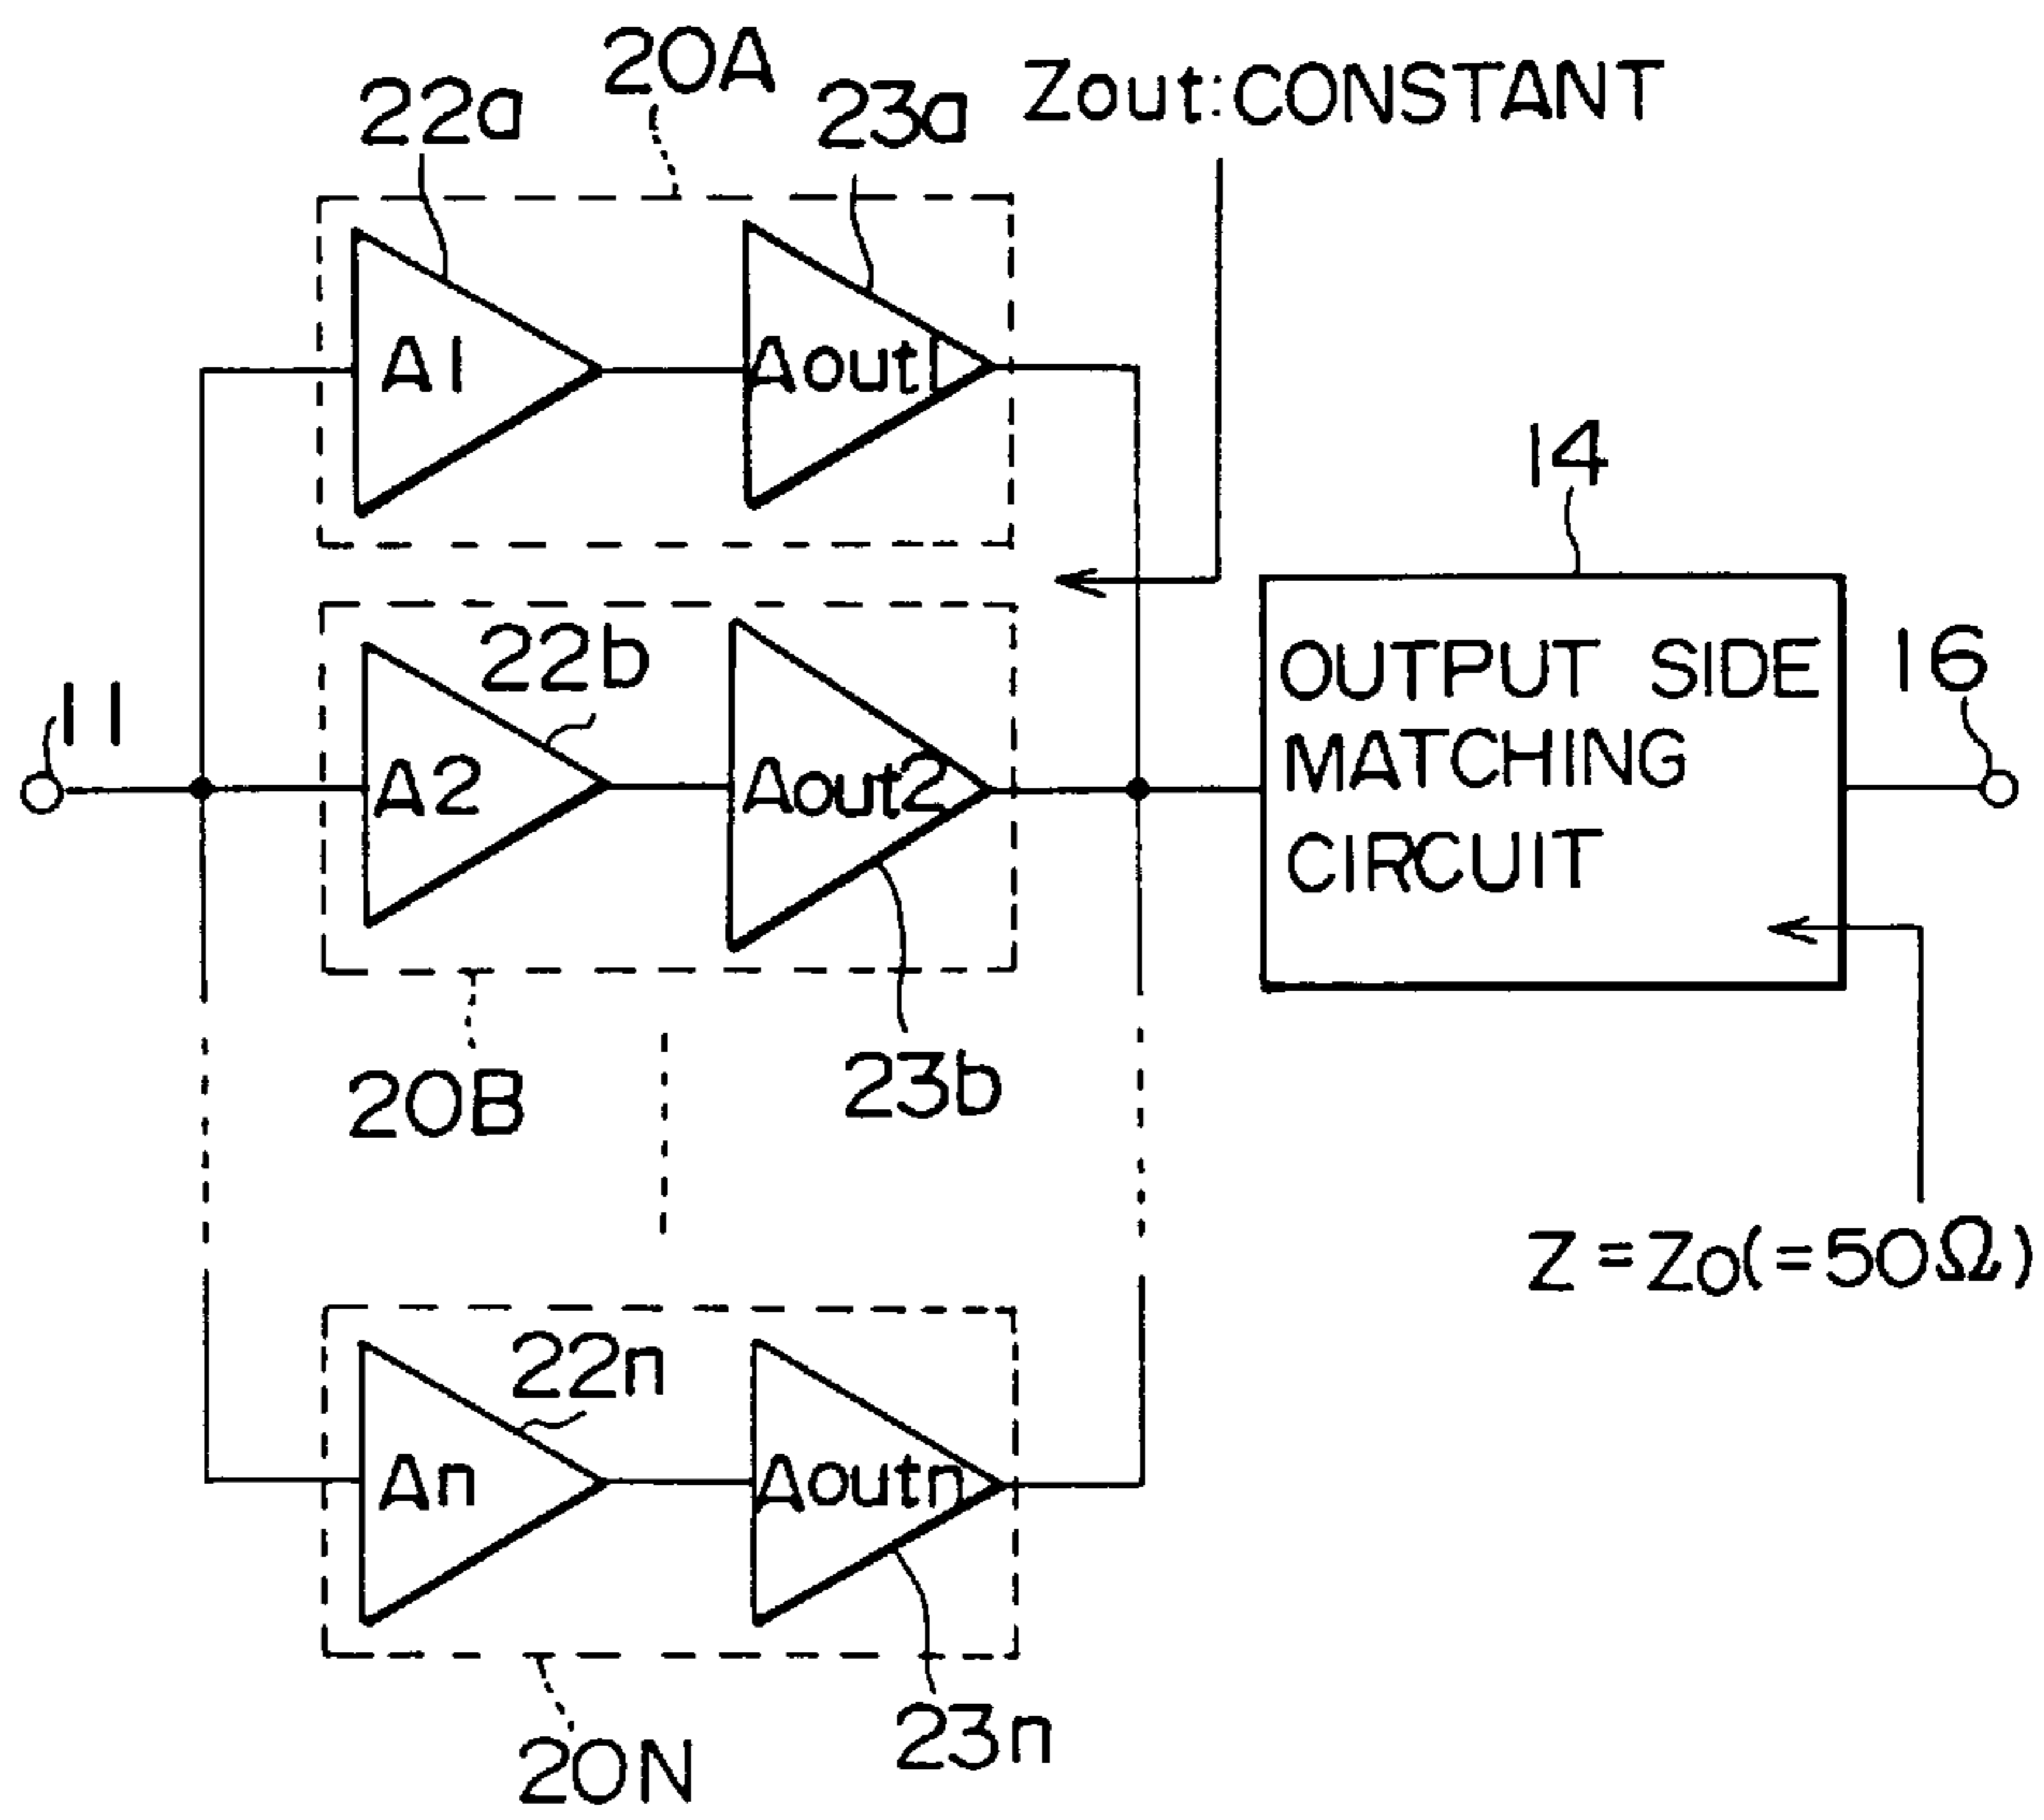 20A
22a
23a
Zout:CONSTANT
A1
Aout1
14
22b
OUTPUT SIDE
MATCHING
CIRCUIT
16
11
A2
Aout2
20B
23b
Z=Zo(=50Ω)
22n
An
Aoutn
23n
20N